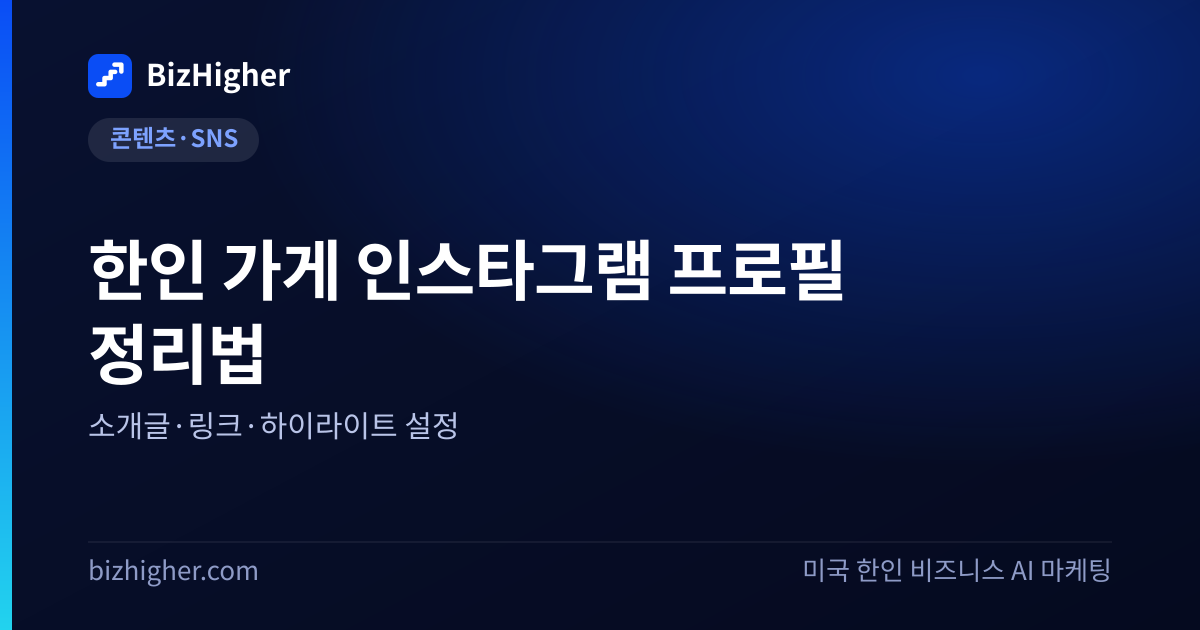 BizHigher
콘텐츠·SNS
한인 가게 인스타그램 프로필
정리법
소개글·링크·하이라이트 설정
bizhigher.com
미국 한인 비즈니스 AI 마케팅